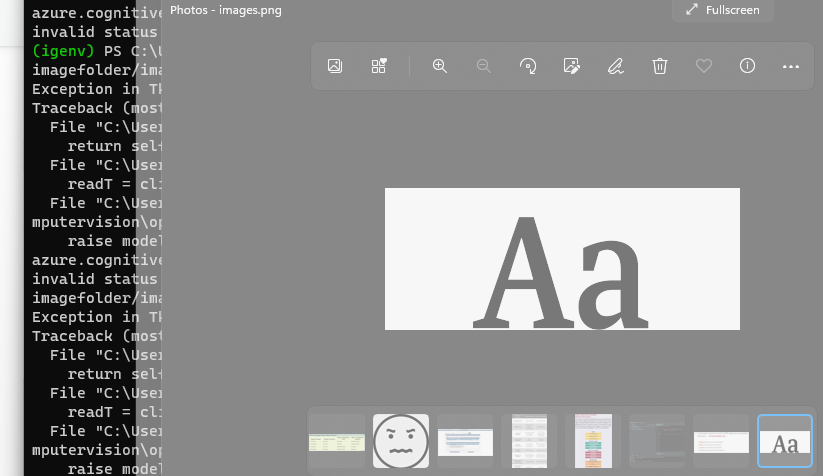 azure.cognitive
invalid status
(igenv) PS C:\U
imagefolder/ima
Exception in Tk
Traceback (most
File "C:\User
return self
File "C:\User
readT = cli
File "C:\User
mputervision\op
raise model
azure.cognitive
invalid status
imagefolder/ima
Exception in Tk
Traceback (most
File "C:\User
return self
File "C:\User
readT = cli
File "C:\User
mputervision\op
raise model
Photos - images.png
Fullscreen
Aa
Aa